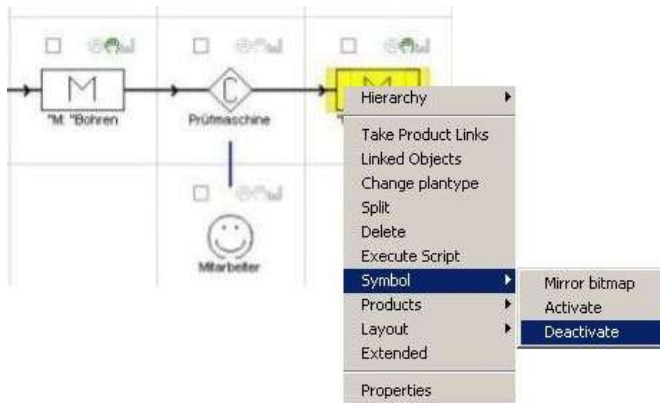 M
C
M
"M: "Bohren
Prüfmaschine
Mitarbeiter
Hierarchy
Take Product Links
Linked Objects
Change plantype
Split
Delete
Execute Script
Symbol
Products
Layout
Extended
Properties
Mirror bitmap
Activate
Deactivate